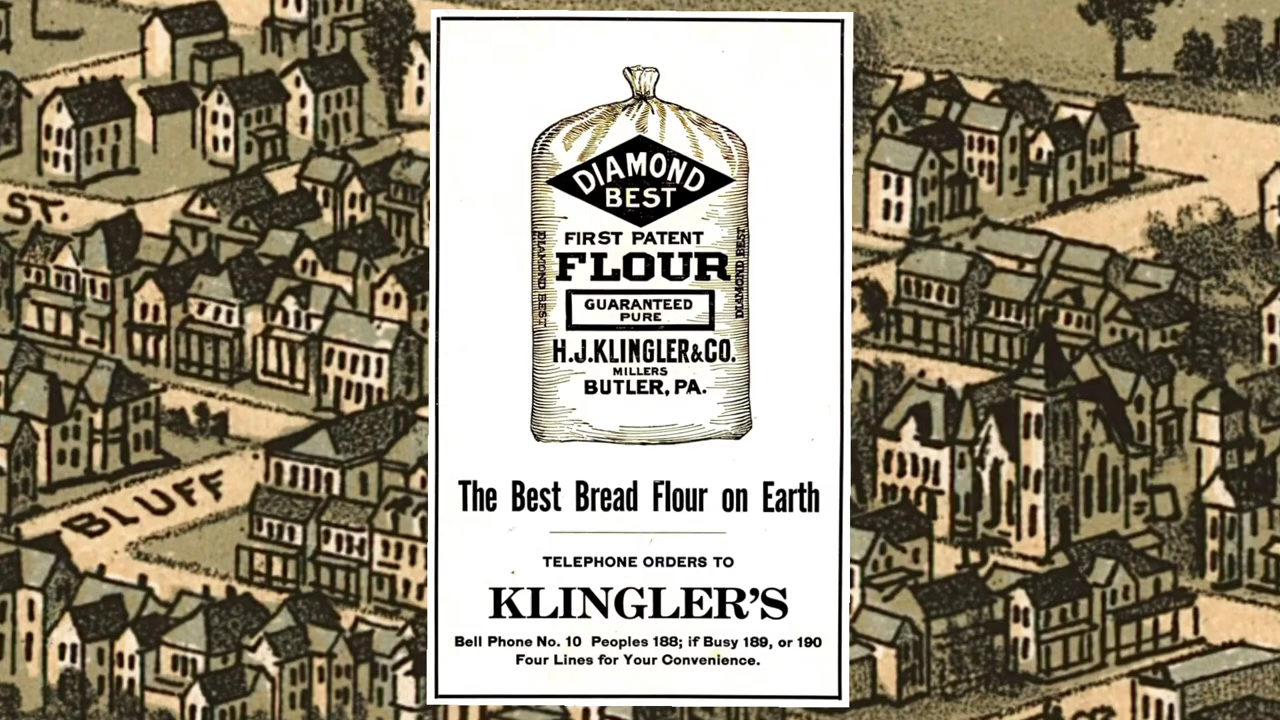 ST.
BLUFF
DIAMOND
BEST
FIRST PATENT
FLOUR
DIAMOND BEST
DIAMOND BEST
GUARANTEED
PURE
H.J.KLINGLER&CO.
MILLERS
BUTLER, PA.
The Best Bread Flour on Earth
TELEPHONE ORDERS TO
KLINGLER'S
Bell Phone No. 10 Peoples 188; if Busy 189, or 190
Four Lines for Your Convenience.